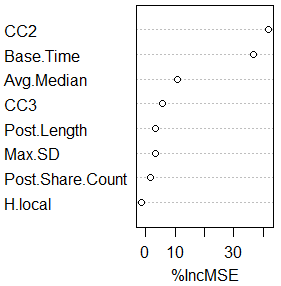 CC2
Base.Time
Avg.Median
CC3
Post.Length
Max.SD
Post.Share.Count
H.local
0 10 30
%IncMSE